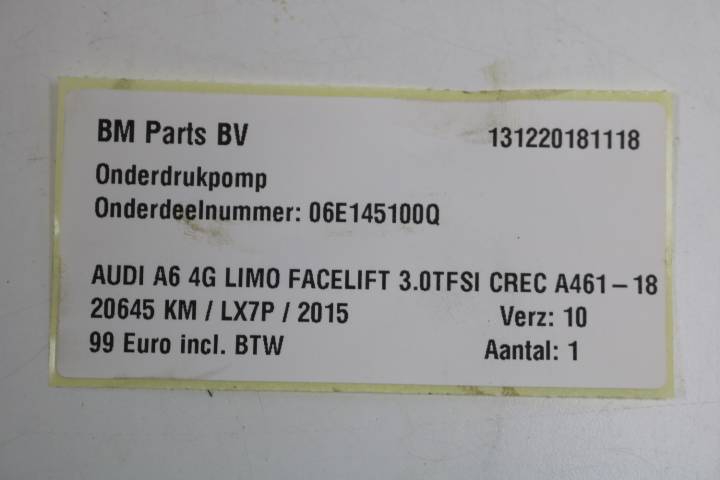 BM Parts BV 131220181118
Onderdrukpomp
Onderdeelnummer: 06E145100Q
AUDI A6 4G LIMO FACELIFT 3.0TFSI CREC A461-18
20645 KM / LX7P / 2015 Verz: 10
99 Euro incl. BTW Aantal: 1